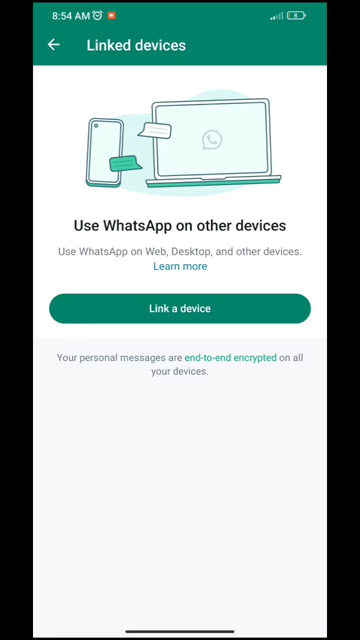 8:54 AM
8
Linked devices
Use WhatsApp on other devices
Use WhatsApp on Web, Desktop, and other devices.
Learn more
Link a device
Your personal messages are end-to-end encrypted on all
your devices.